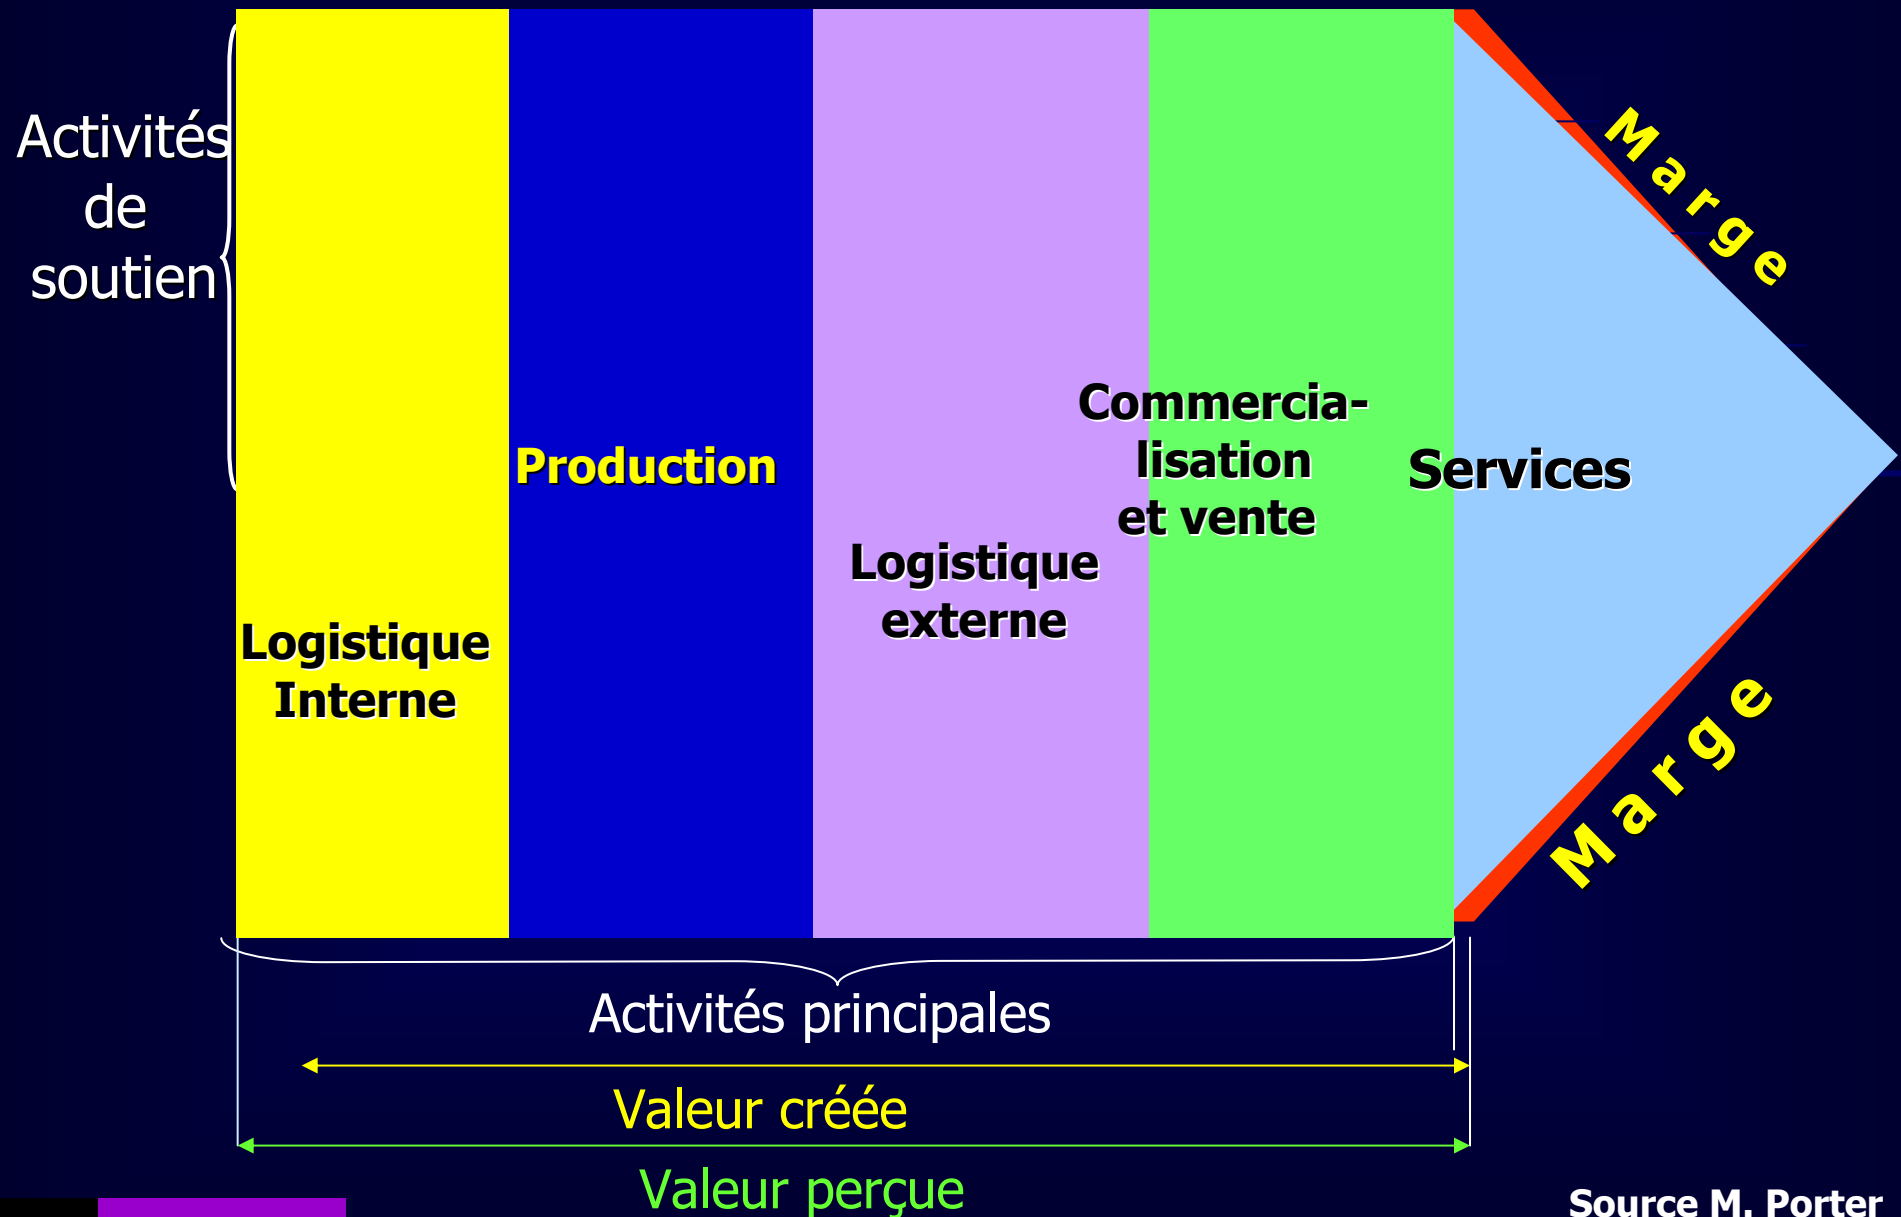 Activités
de
soutien
Marge
Commercia-
lisation
et vente
Production
Services
Logistique
externe
Logistique
Interne
Marge
Activités principales
Valeur créée
Valeur perçue
Source M. Porter